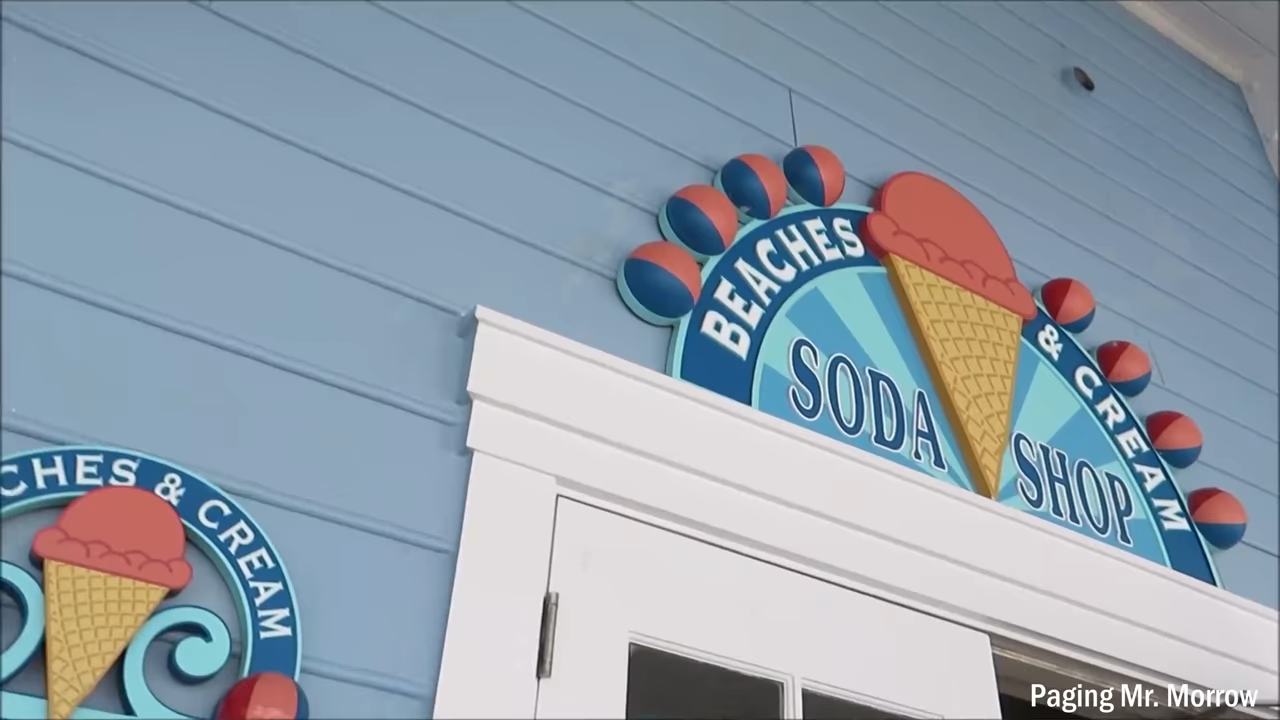 BEACHES & CREAM
SODA SHOP
CHES & CREAM
Paging Mr. Morrow